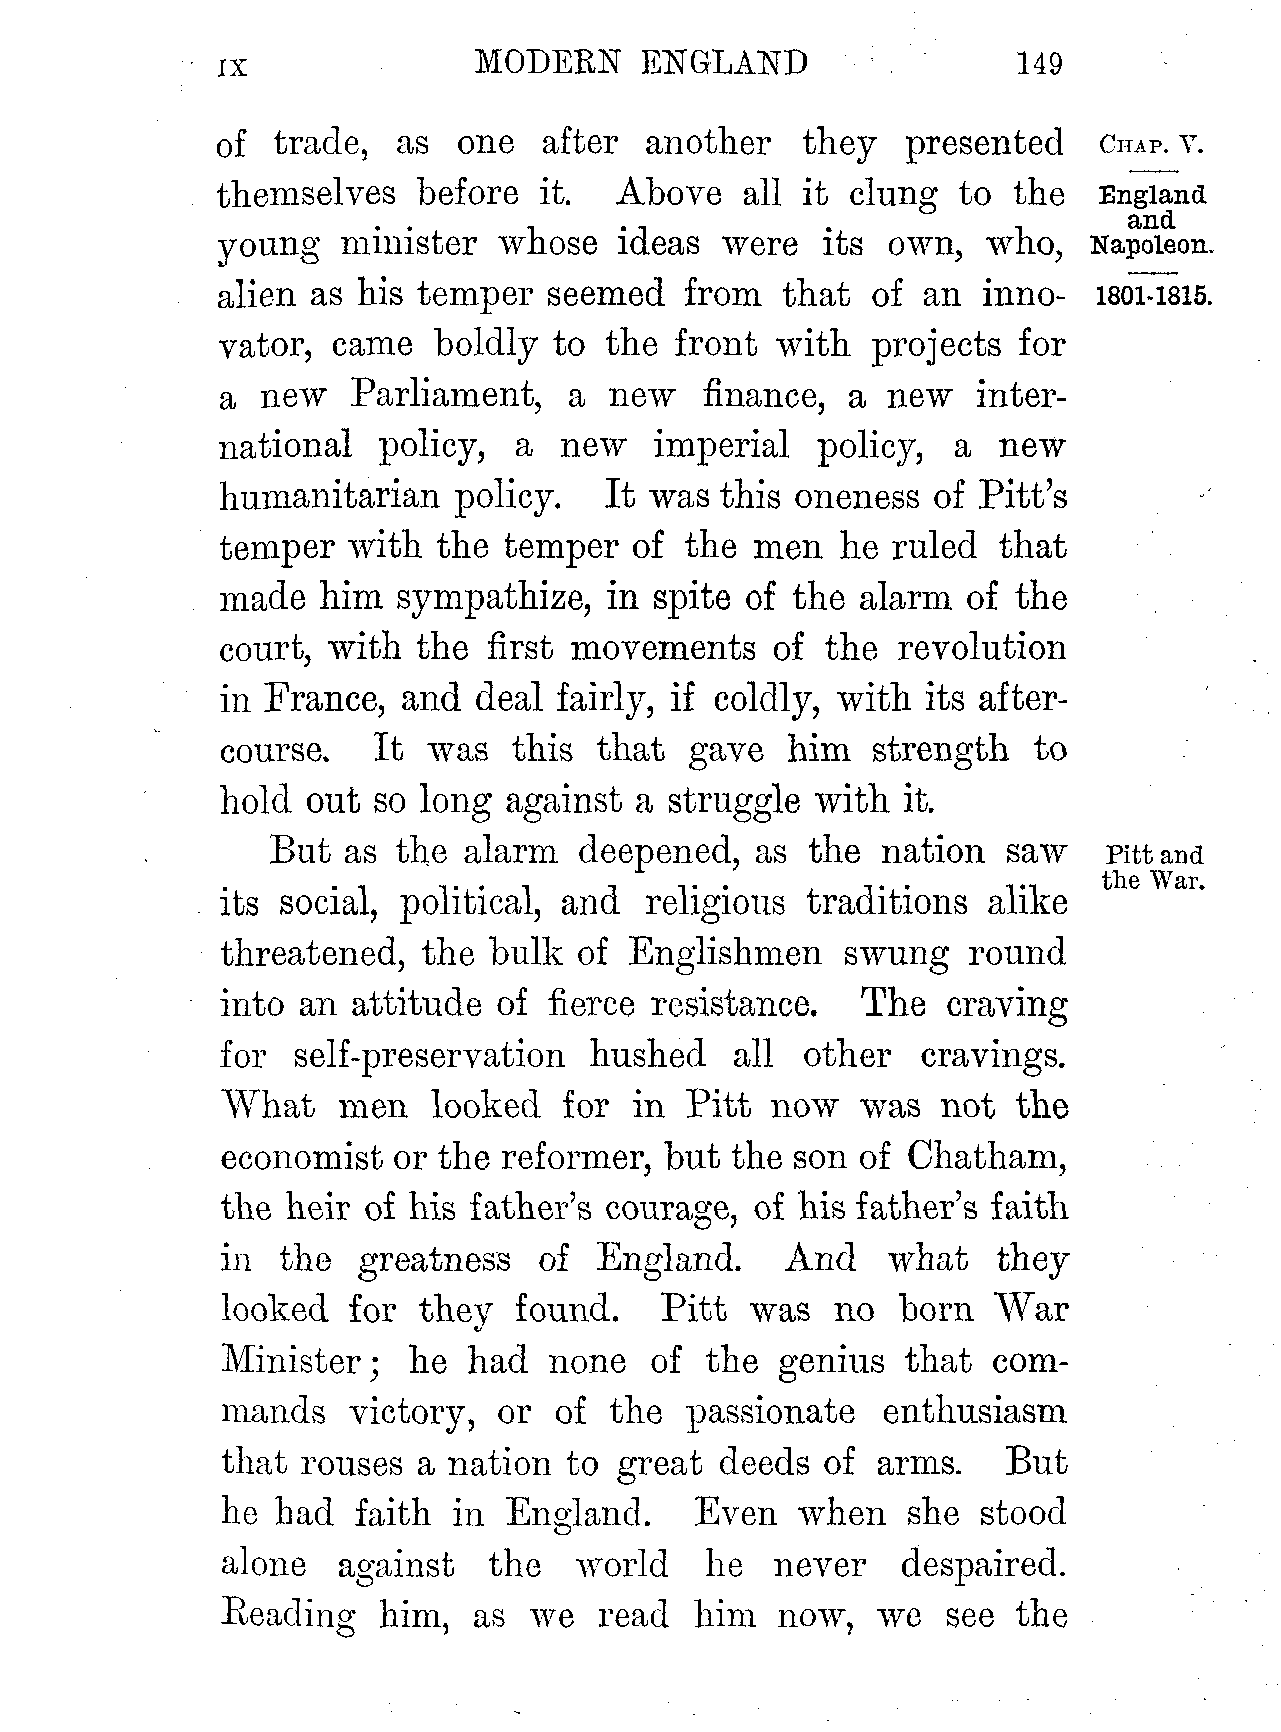 IX MODERN ENGLAND 149
of trade, as one after another they presented
themselves before it. Above all it clung to the
young minister whose ideas were its own, who,
alien as his temper seemed from that of an inno-
vator, came boldly to the front with projects for
a new Parliament, a new finance, a new inter-
national policy, a new imperial policy, a new
humanitarian policy. It was this oneness of Pitt's
temper with the temper of the men he ruled that
made him sympathize, in spite of the alarm of the
court, with the first movements of the revolution
in France, and deal fairly, if coldly, with its after-
course. It was this that gave him strength to
hold out so long against a struggle with it.
But as the alarm deepened, as the nation saw
its social, political, and religious traditions alike
threatened, the bulk of Englishmen swung round
into an attitude of fierce resistance. The craving
for self-preservation hushed all other cravings.
What men looked for in Pitt now was not the
economist or the reformer, but the son of Chatham,
the heir of his father's courage, of his father's faith
in the greatness of England. And what they
looked for they found. Pitt was no born War
Minister; he had none of the genius that com-
mands victory, or of the passionate enthusiasm
that rouses a nation to great deeds of arms. But
he had faith in England. Even when she stood
alone against the world he never despaired.
Reading him, as we read him now, we see the
CHAP. V.
England
and
Napoleon.
1801-1815.
Pitt and
the War.